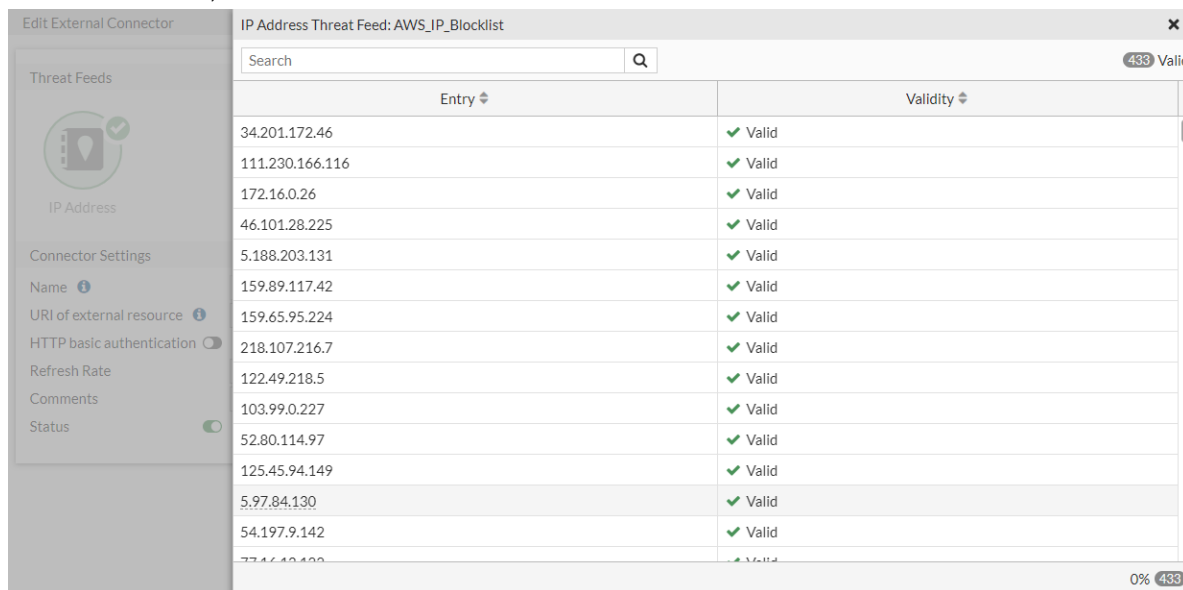 Edit External Connector
IP Address Threat Feed: AWS_IP_Blocklist
Search
433 Vali
Threat Feeds
IP Address
Connector Settings
Name
URI of external resource
HTTP basic authentication
Refresh Rate
Comments
Status
Entry Validity
34.201.172.46 Valid
111.230.166.116 Valid
172.16.0.26 Valid
46.101.28.225 Valid
5.188.203.131 Valid
159.89.117.42 Valid
159.65.95.224 Valid
218.107.216.7 Valid
122.49.218.5 Valid
103.99.0.227 Valid
52.80.114.97 Valid
125.45.94.149 Valid
5.97.84.130 Valid
54.197.9.142 Valid
0% 433